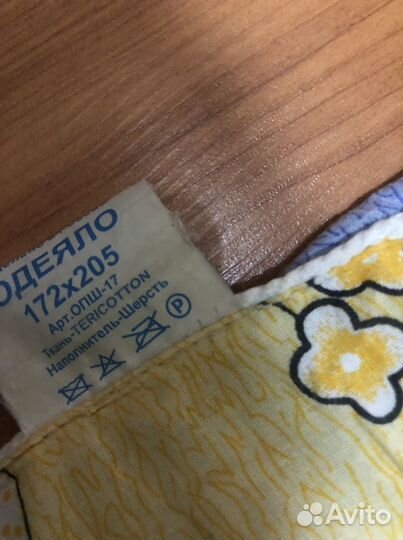 ОДЕЯЛО
172х205
Арт.ОПШ-17
Ткань-TERICOTTON
Наполнитель-Шерсть
P
Avito